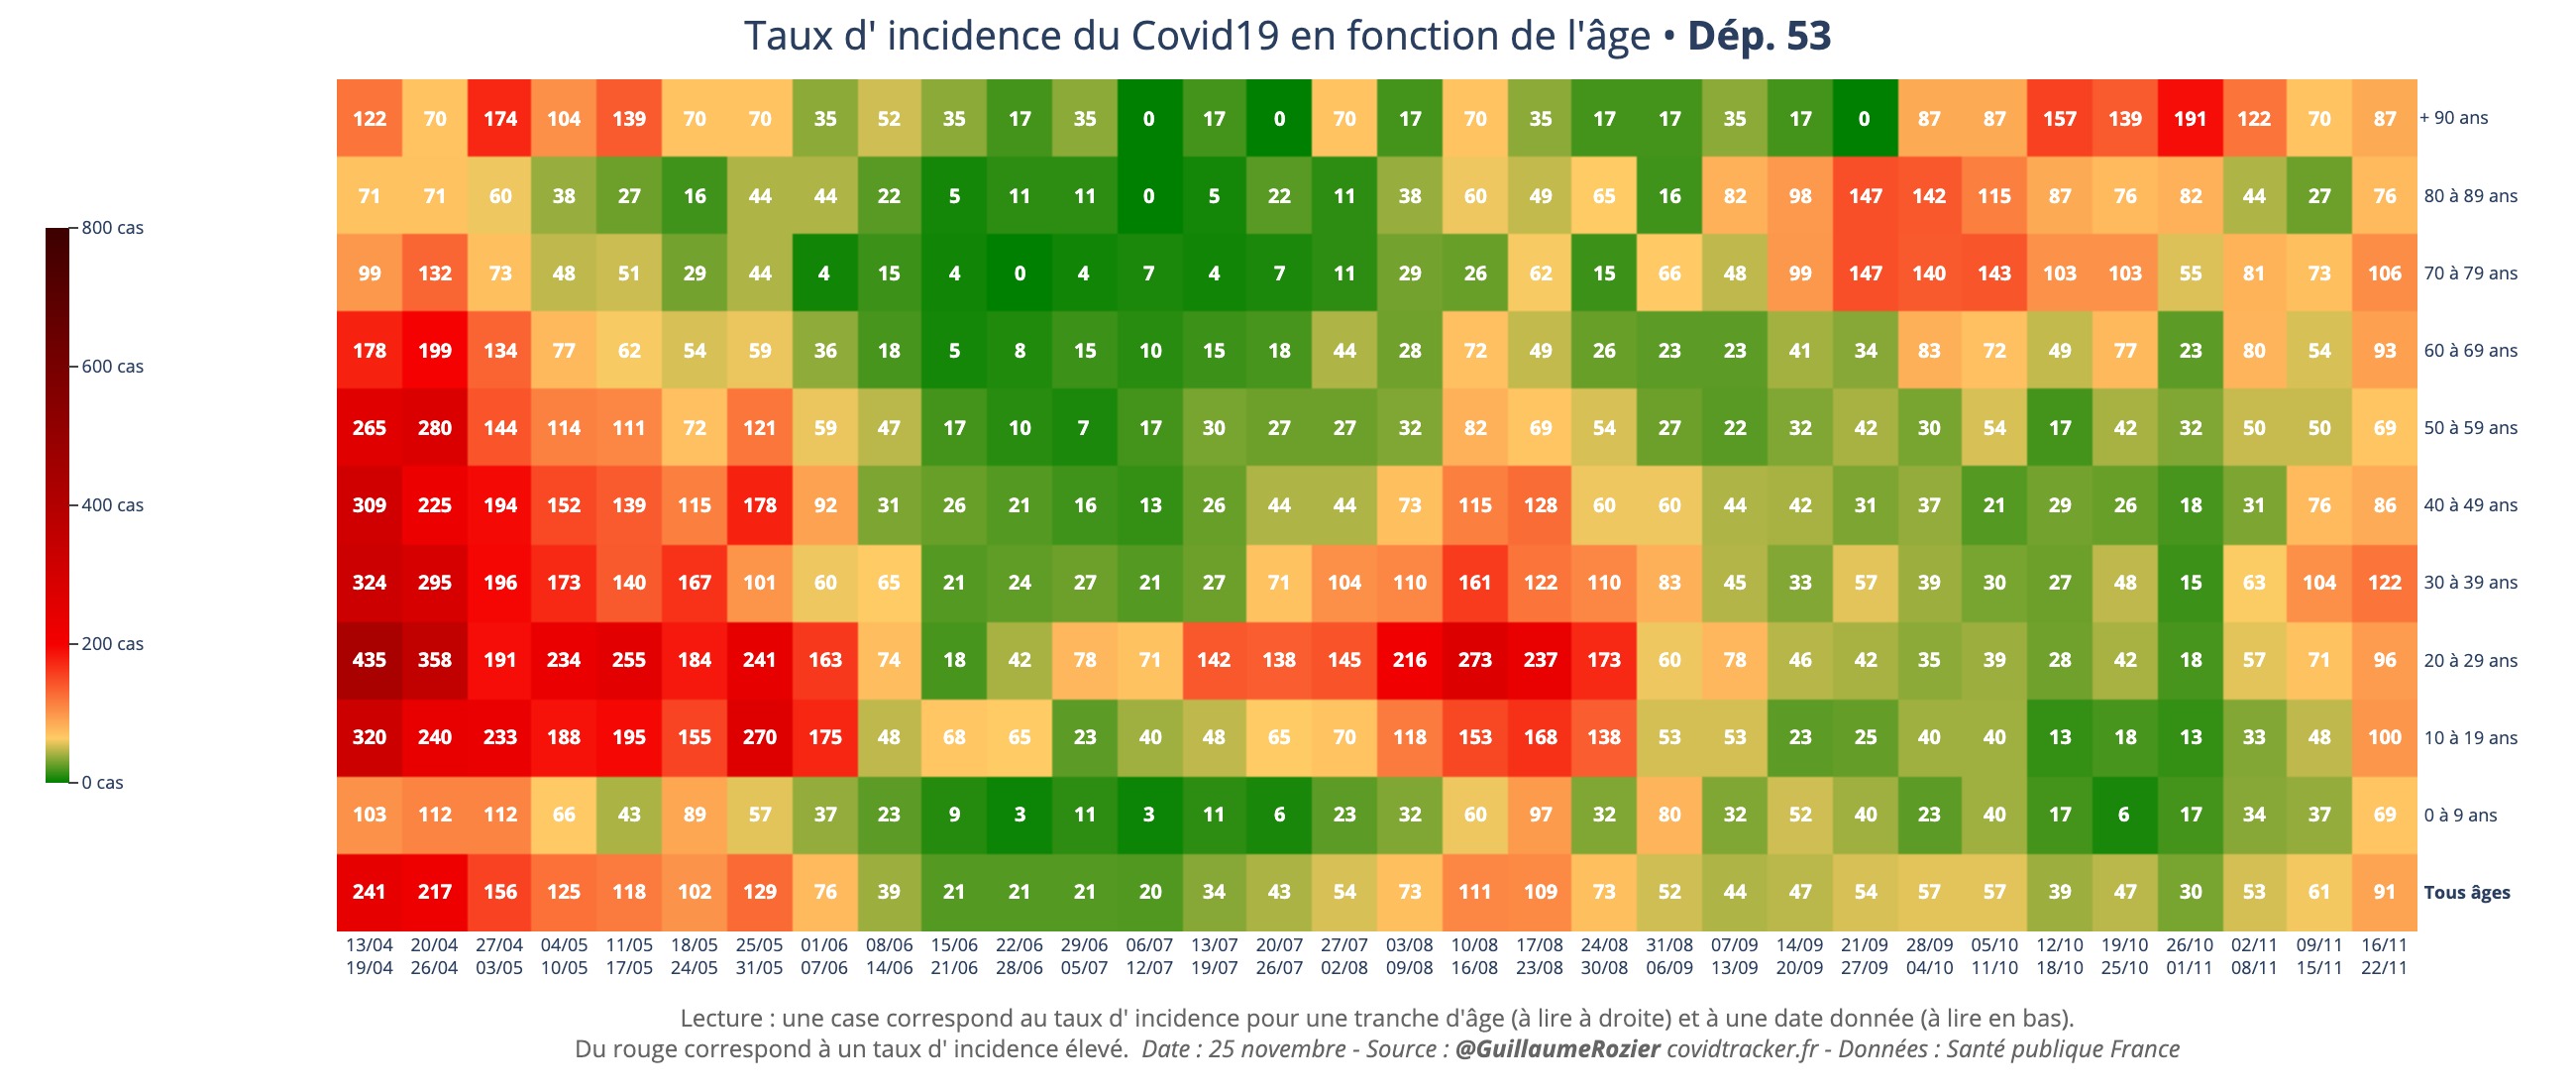 Taux d' incidence du Covid19 en fonction de l'âge • Dép. 53
122 70 174 104 139 70 70 35 52 35 17 35 0 17 0 70 17 70 35 17 17 35 17 0 87 87 157 139 191 122 70 87 + 90 ans
71 71 60 38 27 16 44 44 22 5 11 11 0 5 22 11 38 60 49 65 16 82 98 147 142 115 87 76 82 44 27 76 80 à 89 ans
99 132 73 48 51 29 44 4 15 4 0 4 7 4 7 11 29 26 62 15 66 48 99 147 140 143 103 103 55 81 73 106 70 à 79 ans
178 199 134 77 62 54 59 36 18 5 8 15 10 15 18 44 28 72 49 26 23 23 41 34 83 72 49 77 23 80 54 93 60 à 69 ans
265 280 144 114 111 72 121 59 47 17 10 7 17 30 27 27 32 82 69 54 27 22 32 42 30 54 17 42 32 50 50 69 50 à 59 ans
309 225 194 152 139 115 178 92 31 26 21 16 13 26 44 44 73 115 128 60 60 44 42 31 37 21 29 26 18 31 76 86 40 à 49 ans
324 295 196 173 140 167 101 60 65 21 24 27 21 27 71 104 110 161 122 110 83 45 33 57 39 30 27 48 15 63 104 122 30 à 39 ans
435 358 191 234 255 184 241 163 74 18 42 78 71 142 138 145 216 273 237 173 60 78 46 42 35 39 28 42 18 57 71 96 20 à 29 ans
320 240 233 188 195 155 270 175 48 68 65 23 40 48 65 70 118 153 168 138 53 53 23 25 40 40 13 18 13 33 48 100 10 à 19 ans
103 112 112 66 43 89 57 37 23 9 3 11 3 11 6 23 32 60 97 32 80 32 52 40 23 40 17 6 17 34 37 69 0 à 9 ans
241 217 156 125 118 102 129 76 39 21 21 21 20 34 43 54 73 111 109 73 52 44 47 54 57 57 39 47 30 53 61 91 Tous âges
13/04 20/04 27/04 04/05 11/05 18/05 25/05 01/06 08/06 15/06 22/06 29/06 06/07 13/07 20/07 27/07 03/08 10/08 17/08 24/08 31/08 07/09 14/09 21/09 28/09 05/10 12/10 19/10 26/10 02/11 09/11 16/11
19/04 26/04 03/05 10/05 17/05 24/05 31/05 07/06 14/06 21/06 28/06 05/07 12/07 19/07 26/07 02/08 09/08 16/08 23/08 30/08 06/09 13/09 20/09 27/09 04/10 11/10 18/10 25/10 01/11 08/11 15/11 22/11
800 cas
600 cas
400 cas
200 cas
0 cas
Lecture : une case correspond au taux d' incidence pour une tranche d'âge (à lire à droite) et à une date donnée (à lire en bas).
Du rouge correspond à un taux d' incidence élevé. Date : 25 novembre - Source : @GuillaumeRozier covidtracker.fr - Données : Santé publique France